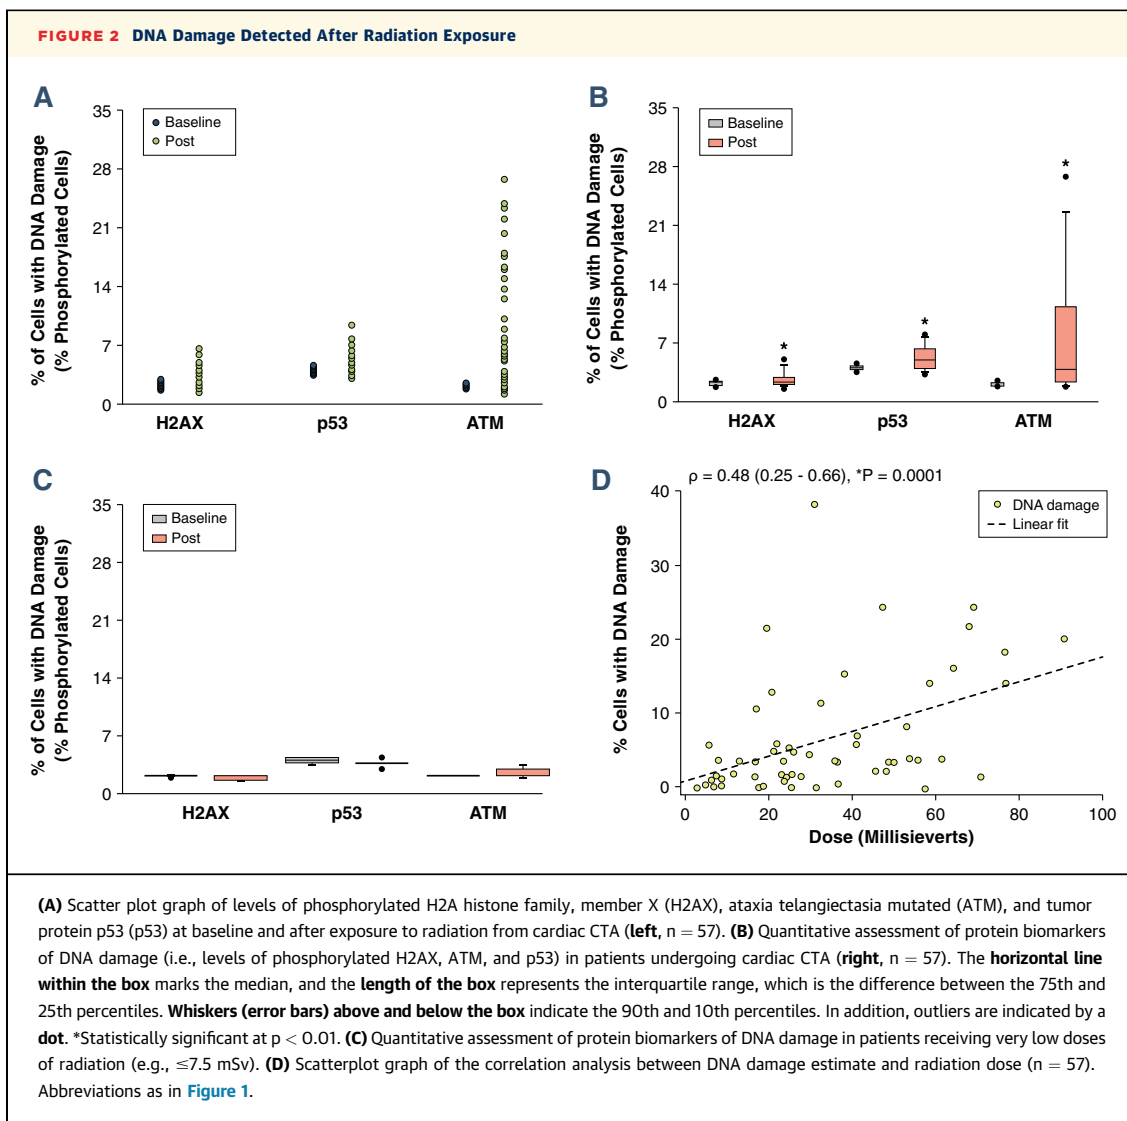 FIGURE 2 DNA Damage Detected After Radiation Exposure
A
% of Cells with DNA Damage
(% Phosphorylated Cells)
35
28
21
14
7
0
Baseline
Post
H2AX p53 ATM
B
% of Cells with DNA Damage
(% Phosphorylated Cells)
35
28
21
14
7
0
Baseline
Post
*
*
*
H2AX p53 ATM
C
% of Cells with DNA Damage
(% Phosphorylated Cells)
35
28
21
14
7
0
Baseline
Post
H2AX p53 ATM
D
ρ = 0.48 (0.25 - 0.66), *P = 0.0001
% Cells with DNA Damage
40
30
20
10
0
DNA damage
Linear fit
0 20 40 60 80 100
Dose (Millisieverts)
(A) Scatter plot graph of levels of phosphorylated H2A histone family, member X (H2AX), ataxia telangiectasia mutated (ATM), and tumor
protein p53 (p53) at baseline and after exposure to radiation from cardiac CTA (left, n = 57). (B) Quantitative assessment of protein biomarkers
of DNA damage (i.e., levels of phosphorylated H2AX, ATM, and p53) in patients undergoing cardiac CTA (right, n = 57). The horizontal line
within the box marks the median, and the length of the box represents the interquartile range, which is the difference between the 75th and
25th percentiles. Whiskers (error bars) above and below the box indicate the 90th and 10th percentiles. In addition, outliers are indicated by a
dot. *Statistically significant at p < 0.01. (C) Quantitative assessment of protein biomarkers of DNA damage in patients receiving very low doses
of radiation (e.g., ≤7.5 mSv). (D) Scatterplot graph of the correlation analysis between DNA damage estimate and radiation dose (n = 57).
Abbreviations as in Figure 1.